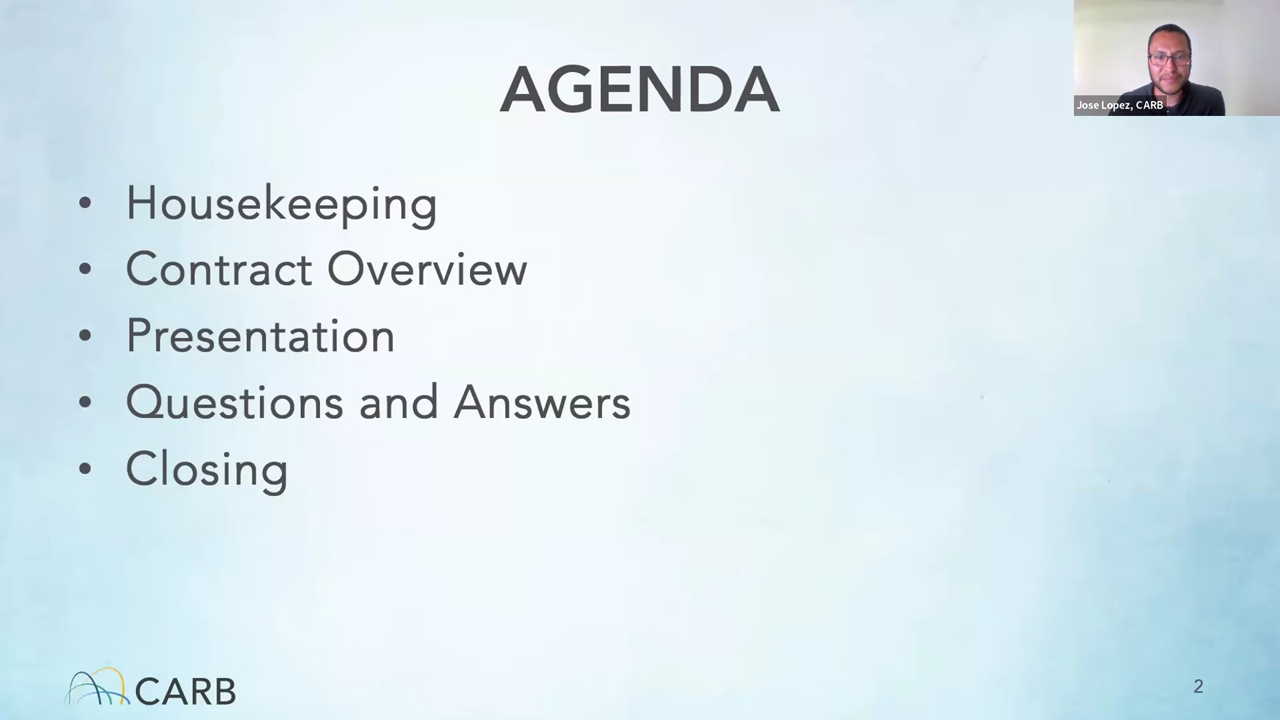 AGENDA
Jose Lopez, CARB
• Housekeeping
• Contract Overview
• Presentation
• Questions and Answers
• Closing
CARB
2